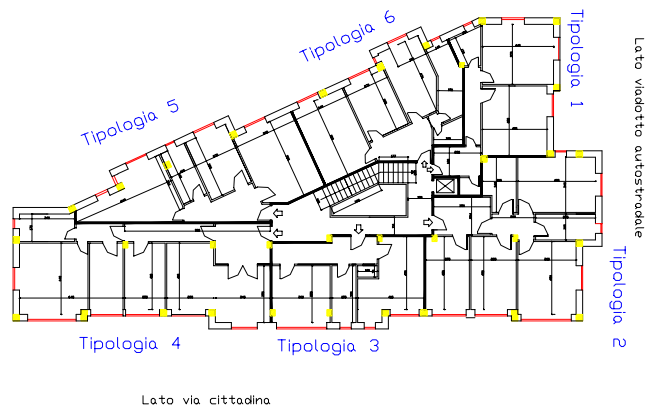 Tipologia 6
Tipologia 1
Lato viadotto autostradale
Tipologia 5
Tipologia 2
Tipologia 4
Tipologia 3
Lato via cittadina